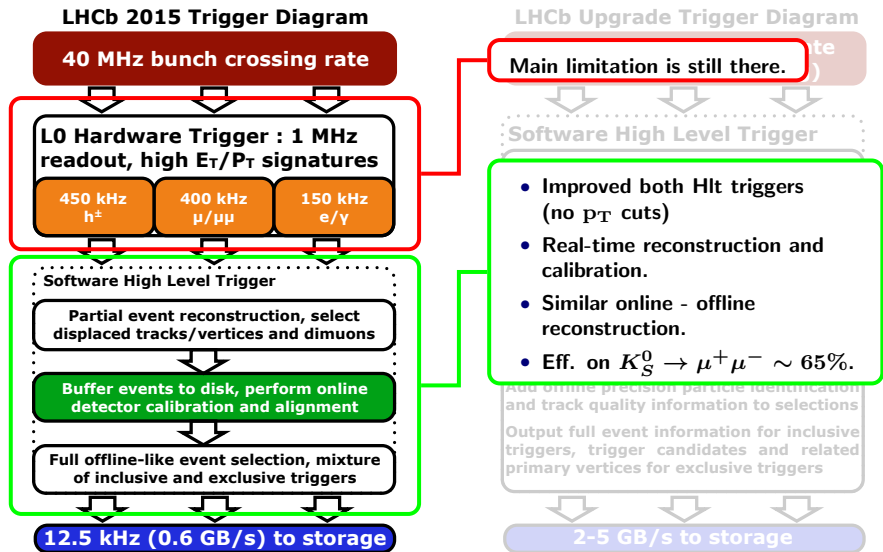 LHCb 2015 Trigger Diagram
40 MHz bunch crossing rate
L0 Hardware Trigger : 1 MHz
readout, high E_T/P_T signatures
450 kHz
h±
400 kHz
μ/μμ
150 kHz
e/γ
Software High Level Trigger
Partial event reconstruction, select
displaced tracks/vertices and dimuons
Buffer events to disk, perform online
detector calibration and alignment
Full offline-like event selection, mixture
of inclusive and exclusive triggers
12.5 kHz (0.6 GB/s) to storage
LHCb Upgrade Trigger Diagram
Main limitation is still there.
Software High Level Trigger
• Improved both Hlt triggers
(no p_T cuts)
• Real-time reconstruction and
calibration.
• Similar online - offline
reconstruction.
• Eff. on K_S^0 → μ^+ μ^- ∼ 65%.
Add offline precision particle identification
and track quality information to selections
Output full event information for inclusive
triggers, trigger candidates and related
primary vertices for exclusive triggers
2-5 GB/s to storage